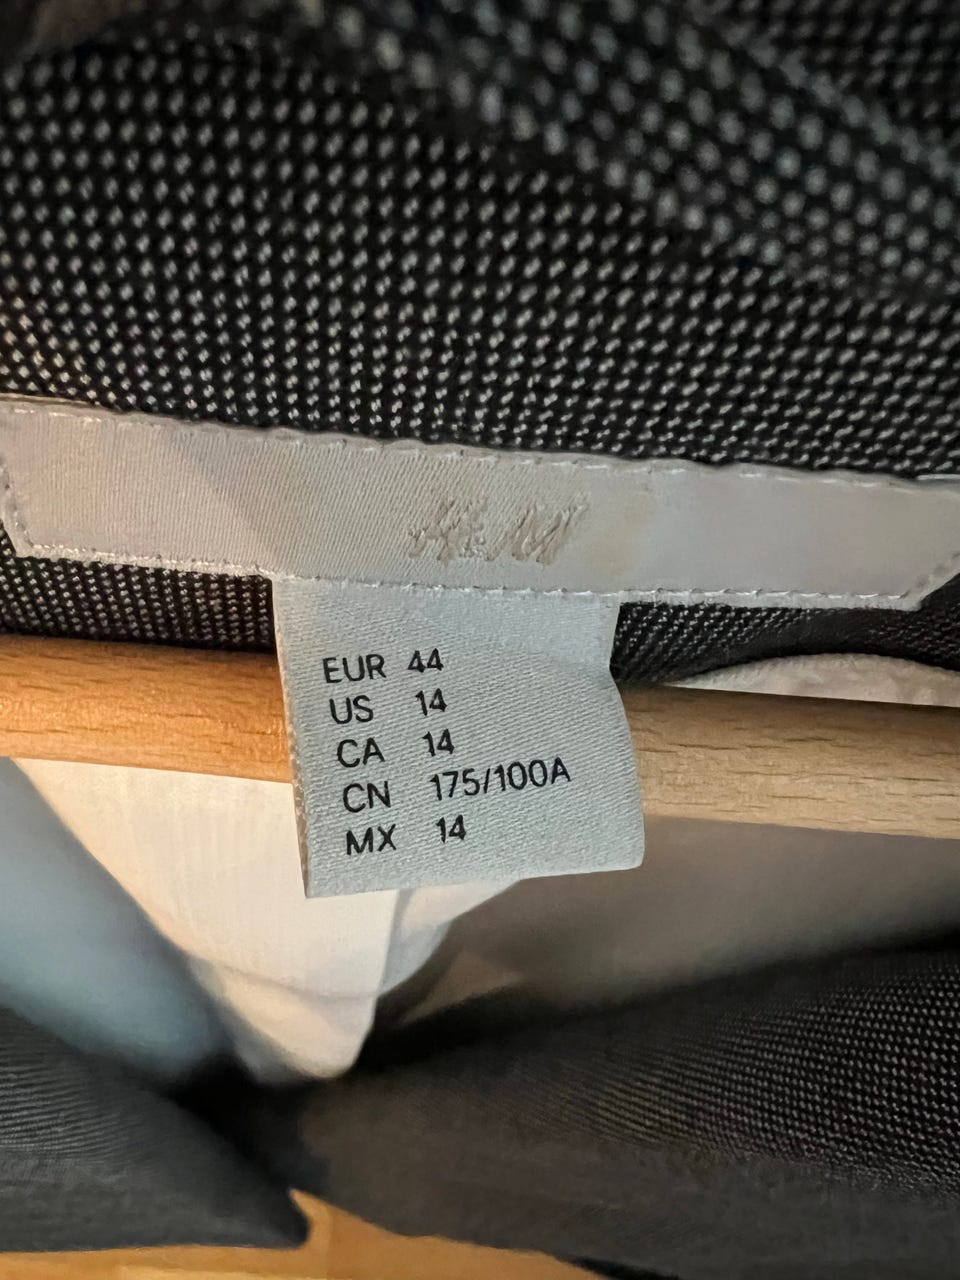 H&M
EUR 44
US 14
CA 14
CN 175/100A
MX 14